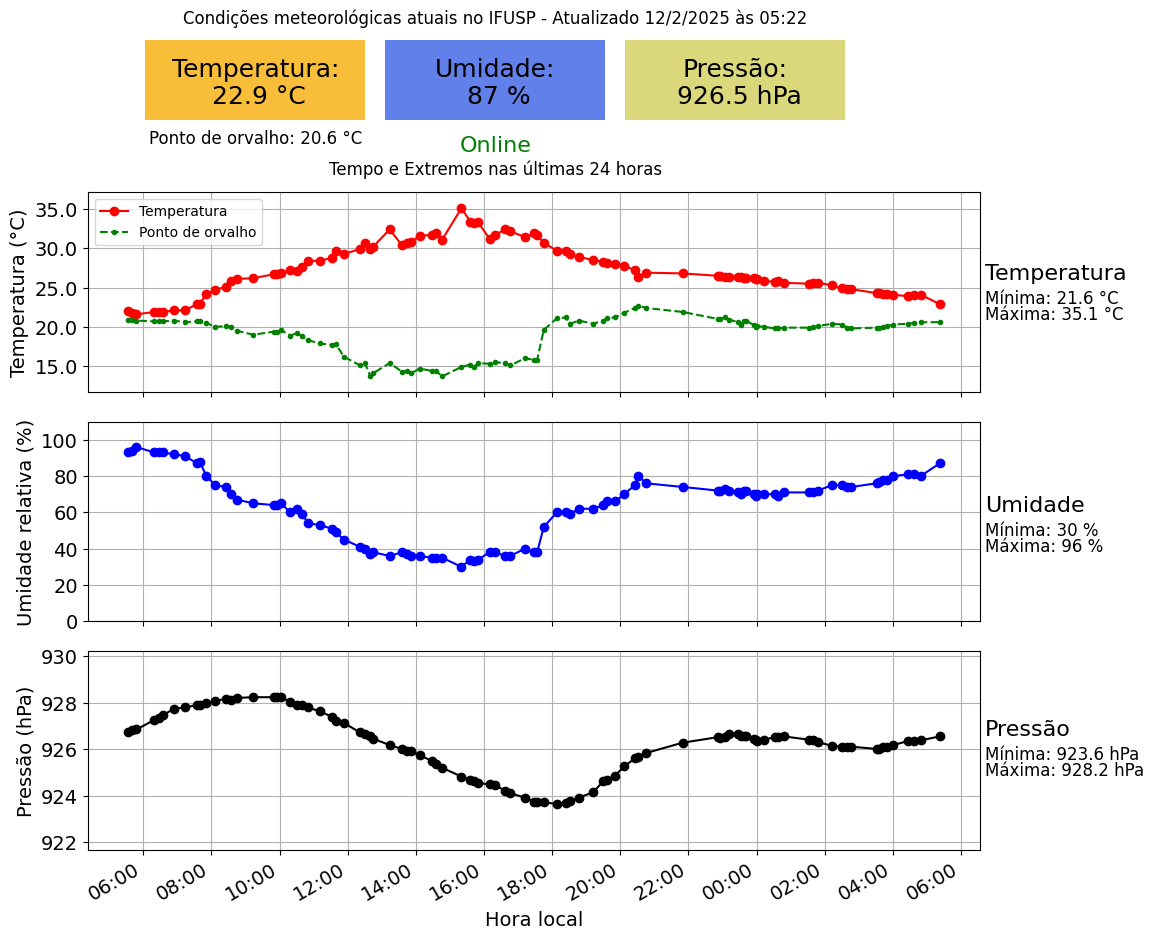 Condições meteorológicas atuais no IFUSP - Atualizado 12/2/2025 às 05:22
Temperatura:
22.9 °C
Umidade:
87 %
Pressão:
926.5 hPa
Ponto de orvalho: 20.6 °C
Online
Tempo e Extremos nas últimas 24 horas
Temperatura (°C)
35.0
30.0
25.0
20.0
15.0
Temperatura
Ponto de orvalho
Temperatura
Mínima: 21.6 °C
Máxima: 35.1 °C
Umidade relativa (%)
100
80
60
40
20
0
Umidade
Mínima: 30 %
Máxima: 96 %
Pressão (hPa)
930
928
926
924
922
Pressão
Mínima: 923.6 hPa
Máxima: 928.2 hPa
06:00 08:00 10:00 12:00 14:00 16:00 18:00 20:00 22:00 00:00 02:00 04:00 06:00
Hora local